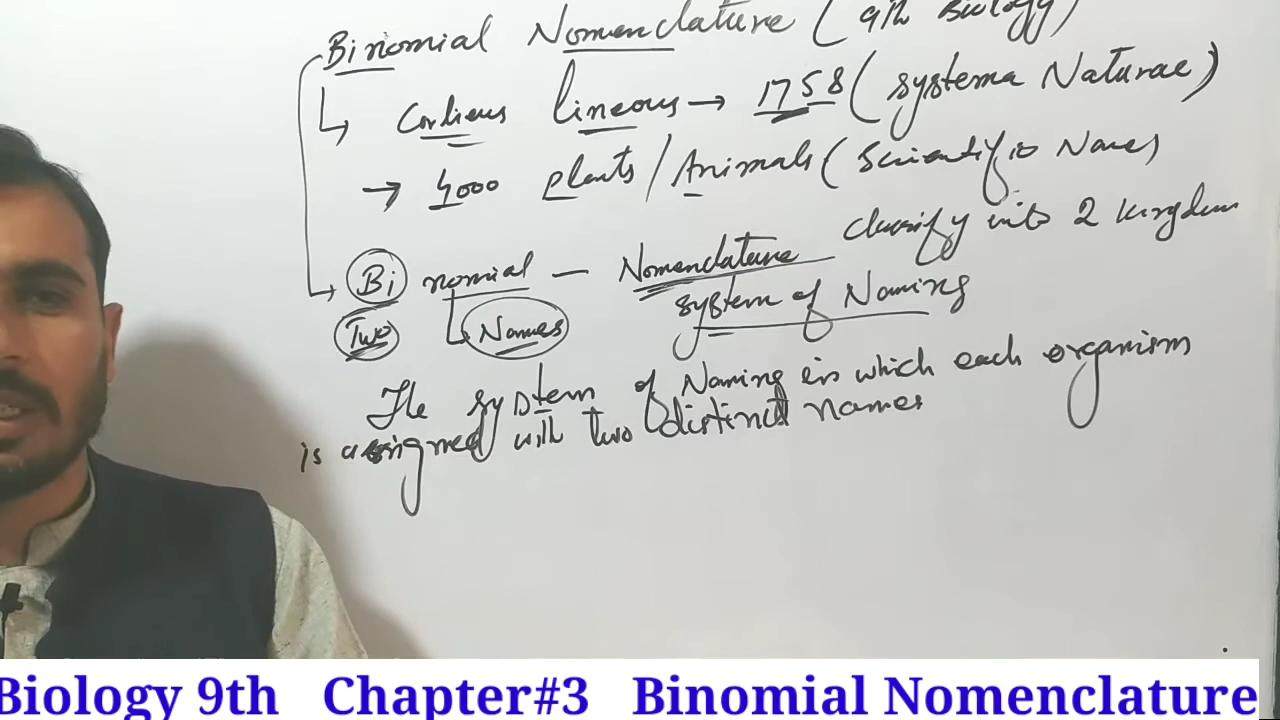 Binomial Nomenclature ( 9th Biology )
↳ Carlieus lineous → 1758 ( systema Naturae )
→ 4000 plants / Animals ( Scientific Names
classify into 2 kingdom
Bi nomial — Nomenclature
Two Names system of Naming
The system of Naming in which each organism
is assigned with two distinct names
Biology 9th Chapter#3 Binomial Nomenclature